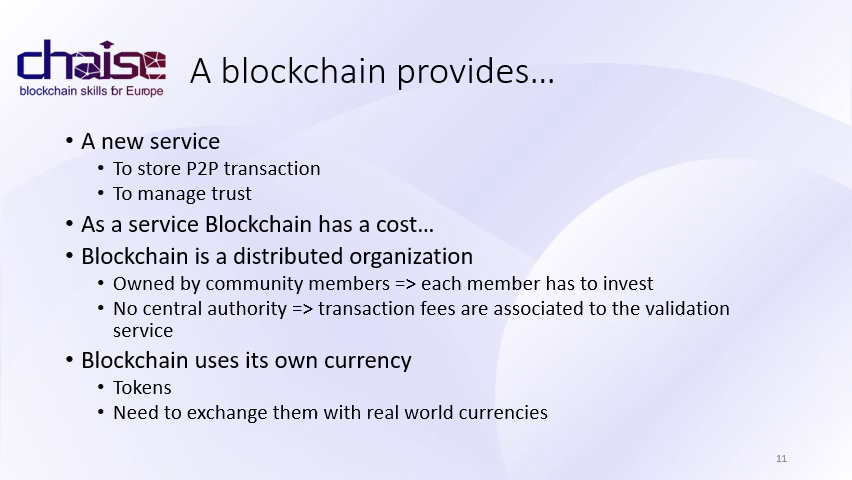 chaise
blockchain skills for Europe
A blockchain provides…
• A new service
• To store P2P transaction
• To manage trust
• As a service Blockchain has a cost…
• Blockchain is a distributed organization
• Owned by community members => each member has to invest
• No central authority => transaction fees are associated to the validation
service
• Blockchain uses its own currency
• Tokens
• Need to exchange them with real world currencies
11